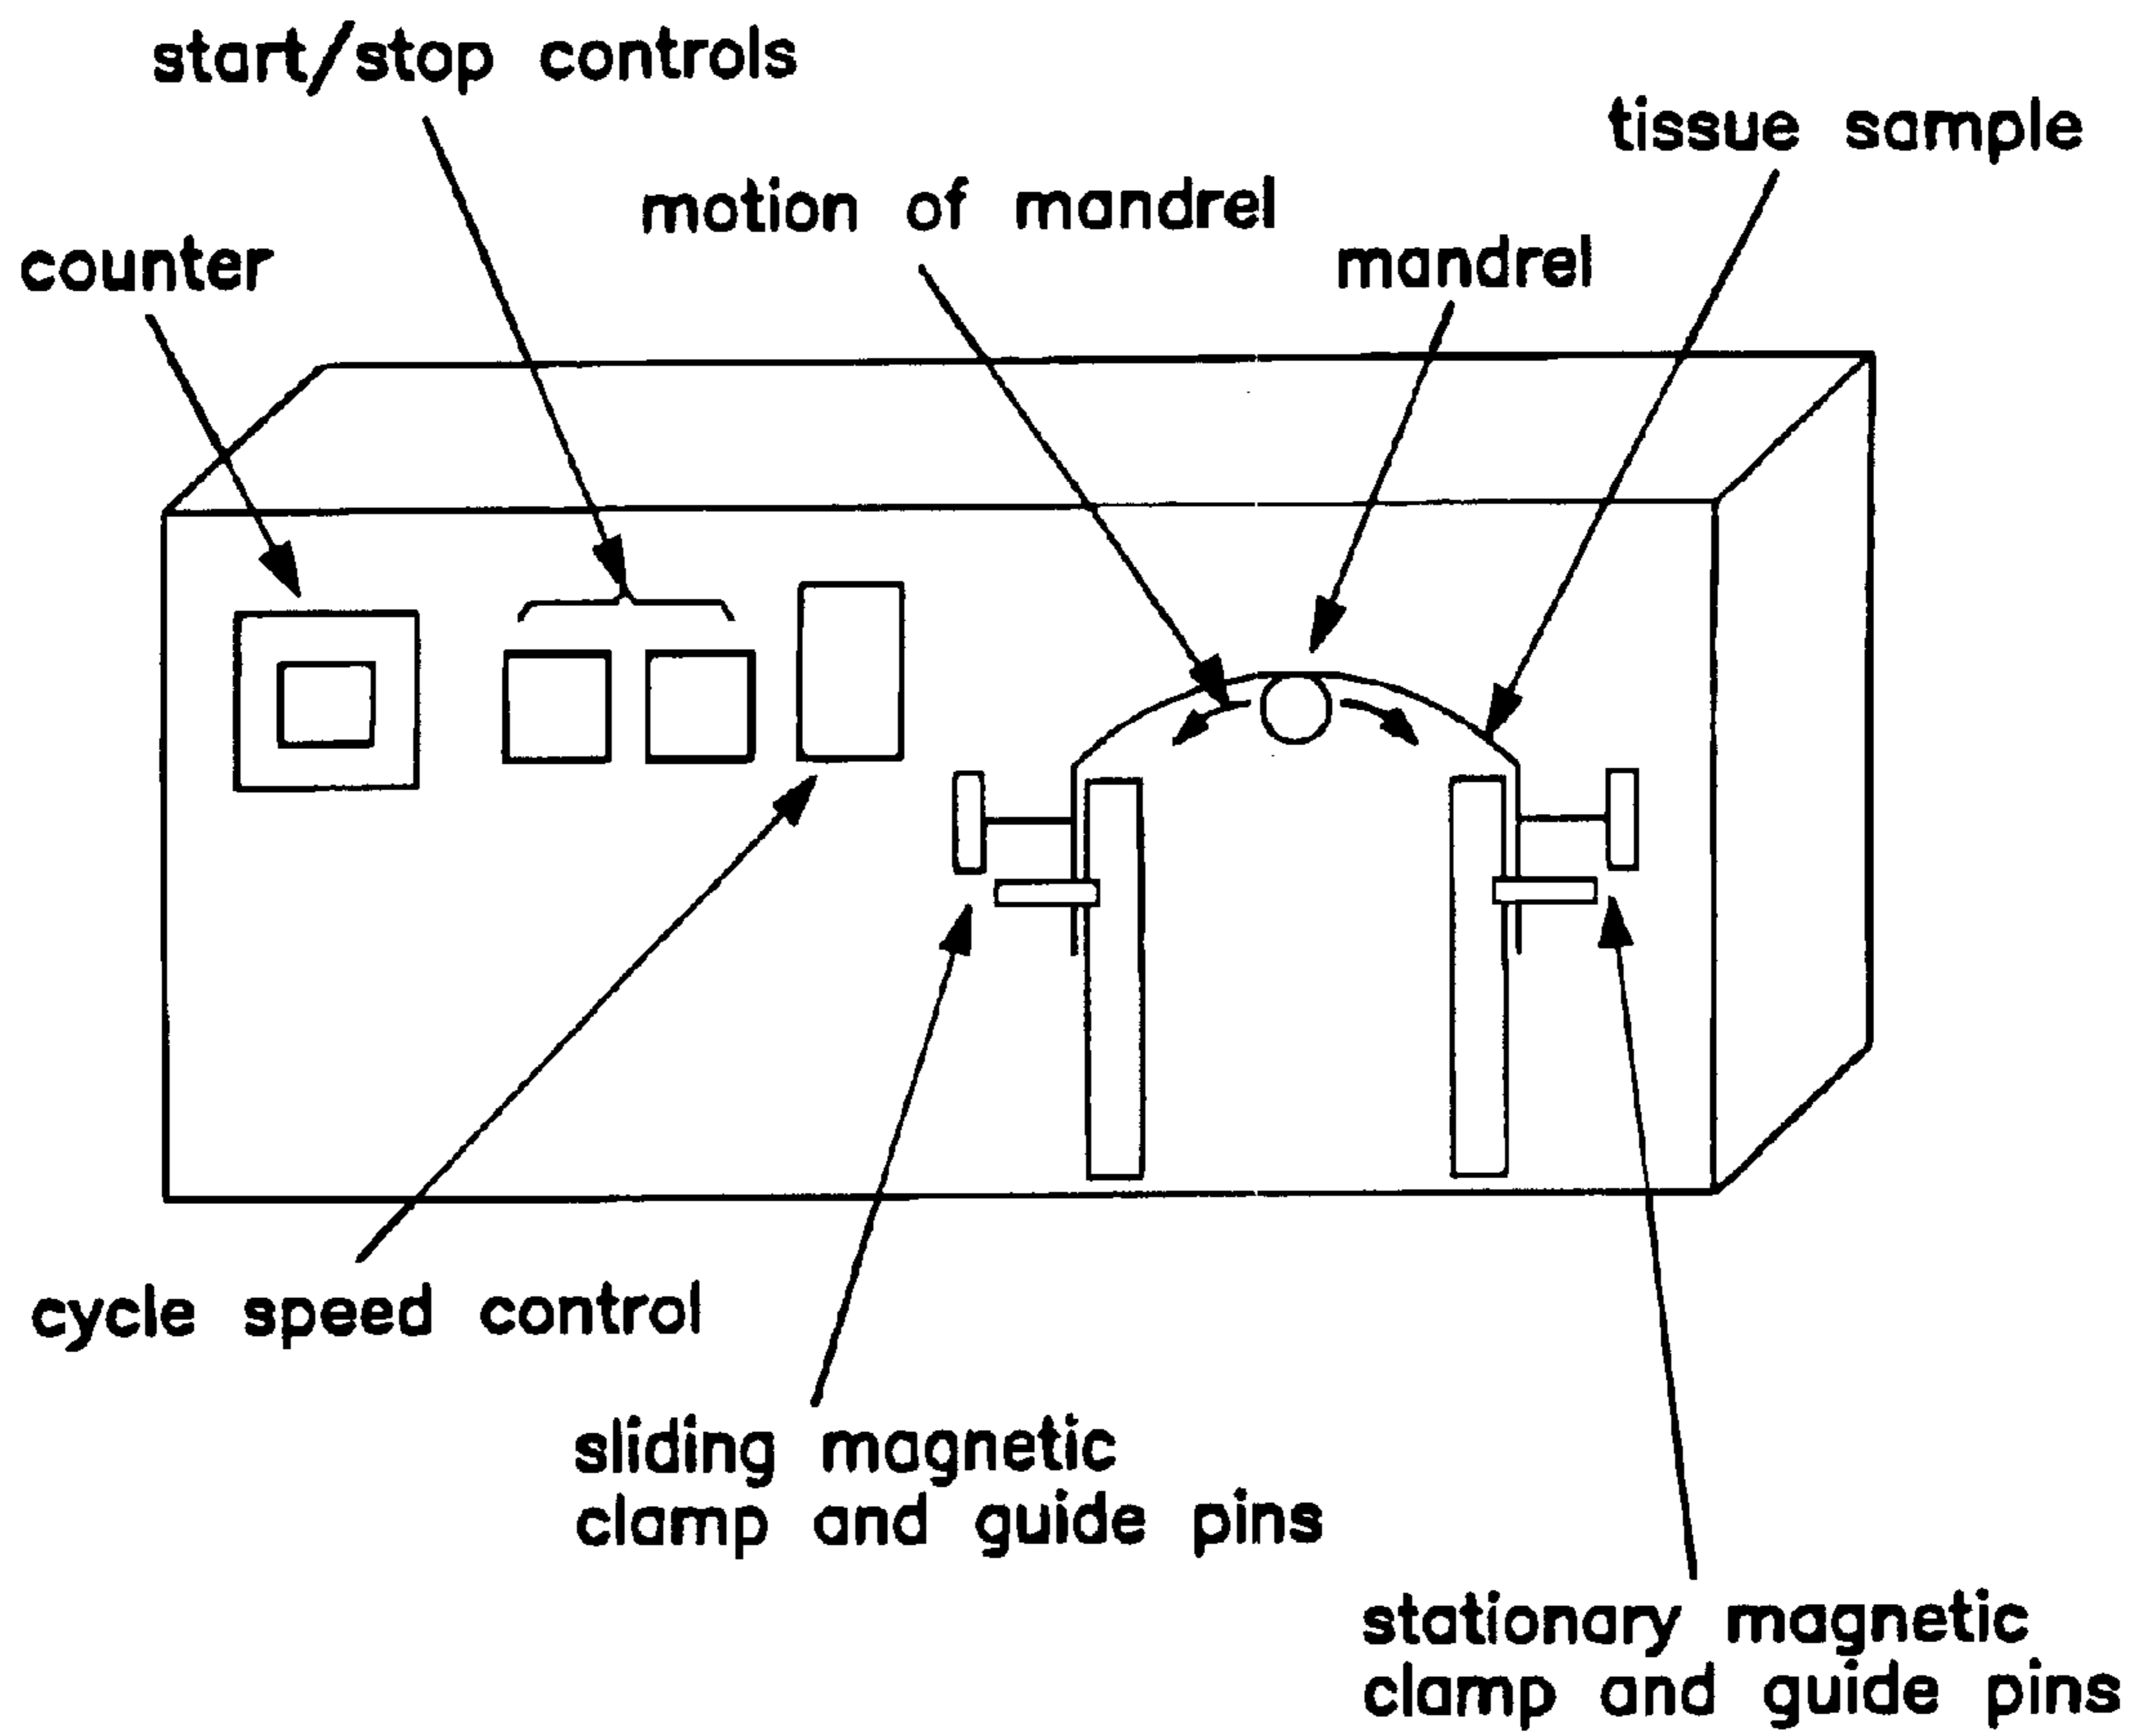 start/stop controls
tissue sample
motion of mandrel
counter
mandrel
cycle speed control
sliding magnetic
clamp and guide pins
stationary magnetic
clamp and guide pins